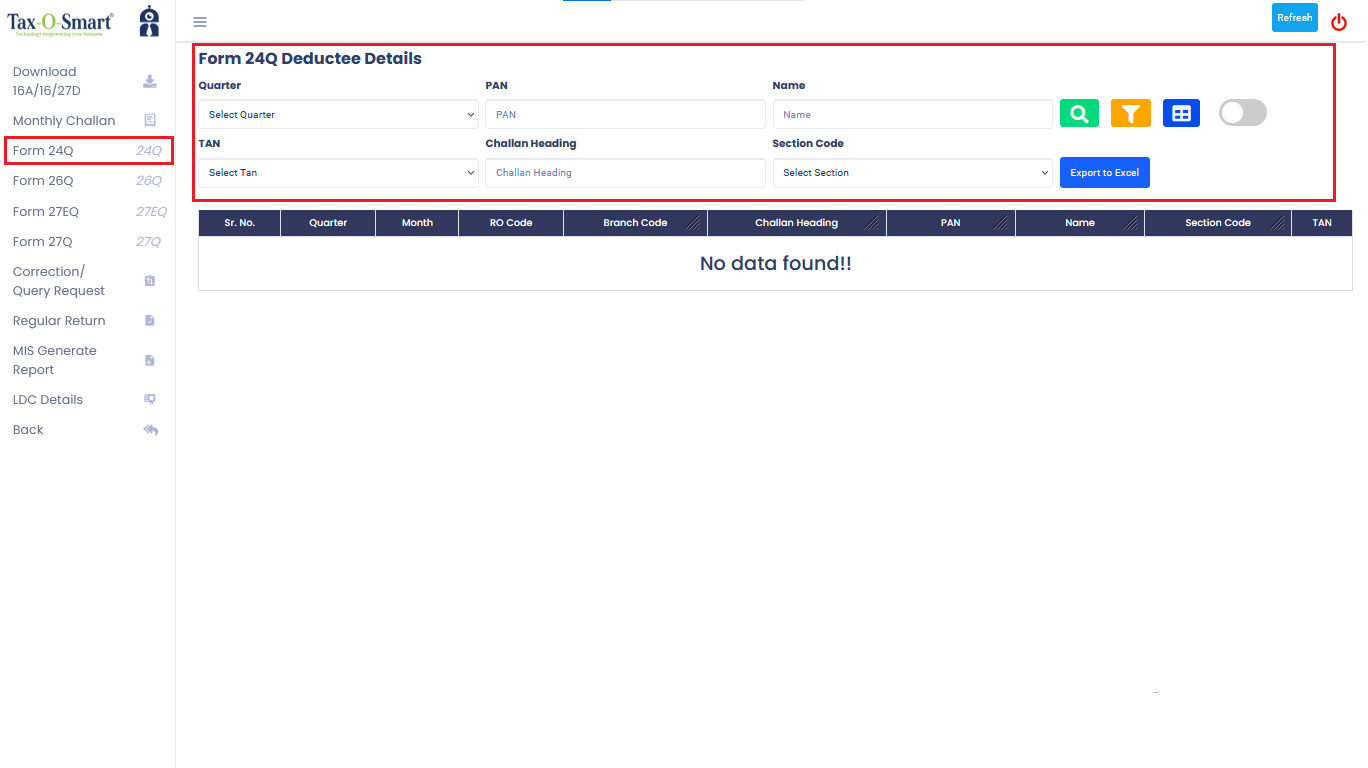 Tax-O-Smart®
Technology empowering your business
Refresh
Download
16A/16/27D
Monthly Challan
Form 24Q 24Q
Form 26Q 26Q
Form 27EQ 27EQ
Form 27Q 27Q
Correction/
Query Request
Regular Return
MIS Generate
Report
LDC Details
Back
Form 24Q Deductee Details
Quarter PAN Name
Select Quarter PAN Name
TAN Challan Heading Section Code
Select Tan Challan Heading Select Section Export to Excel
Sr. No. Quarter Month RO Code Branch Code Challan Heading PAN Name Section Code TAN
No data found!!